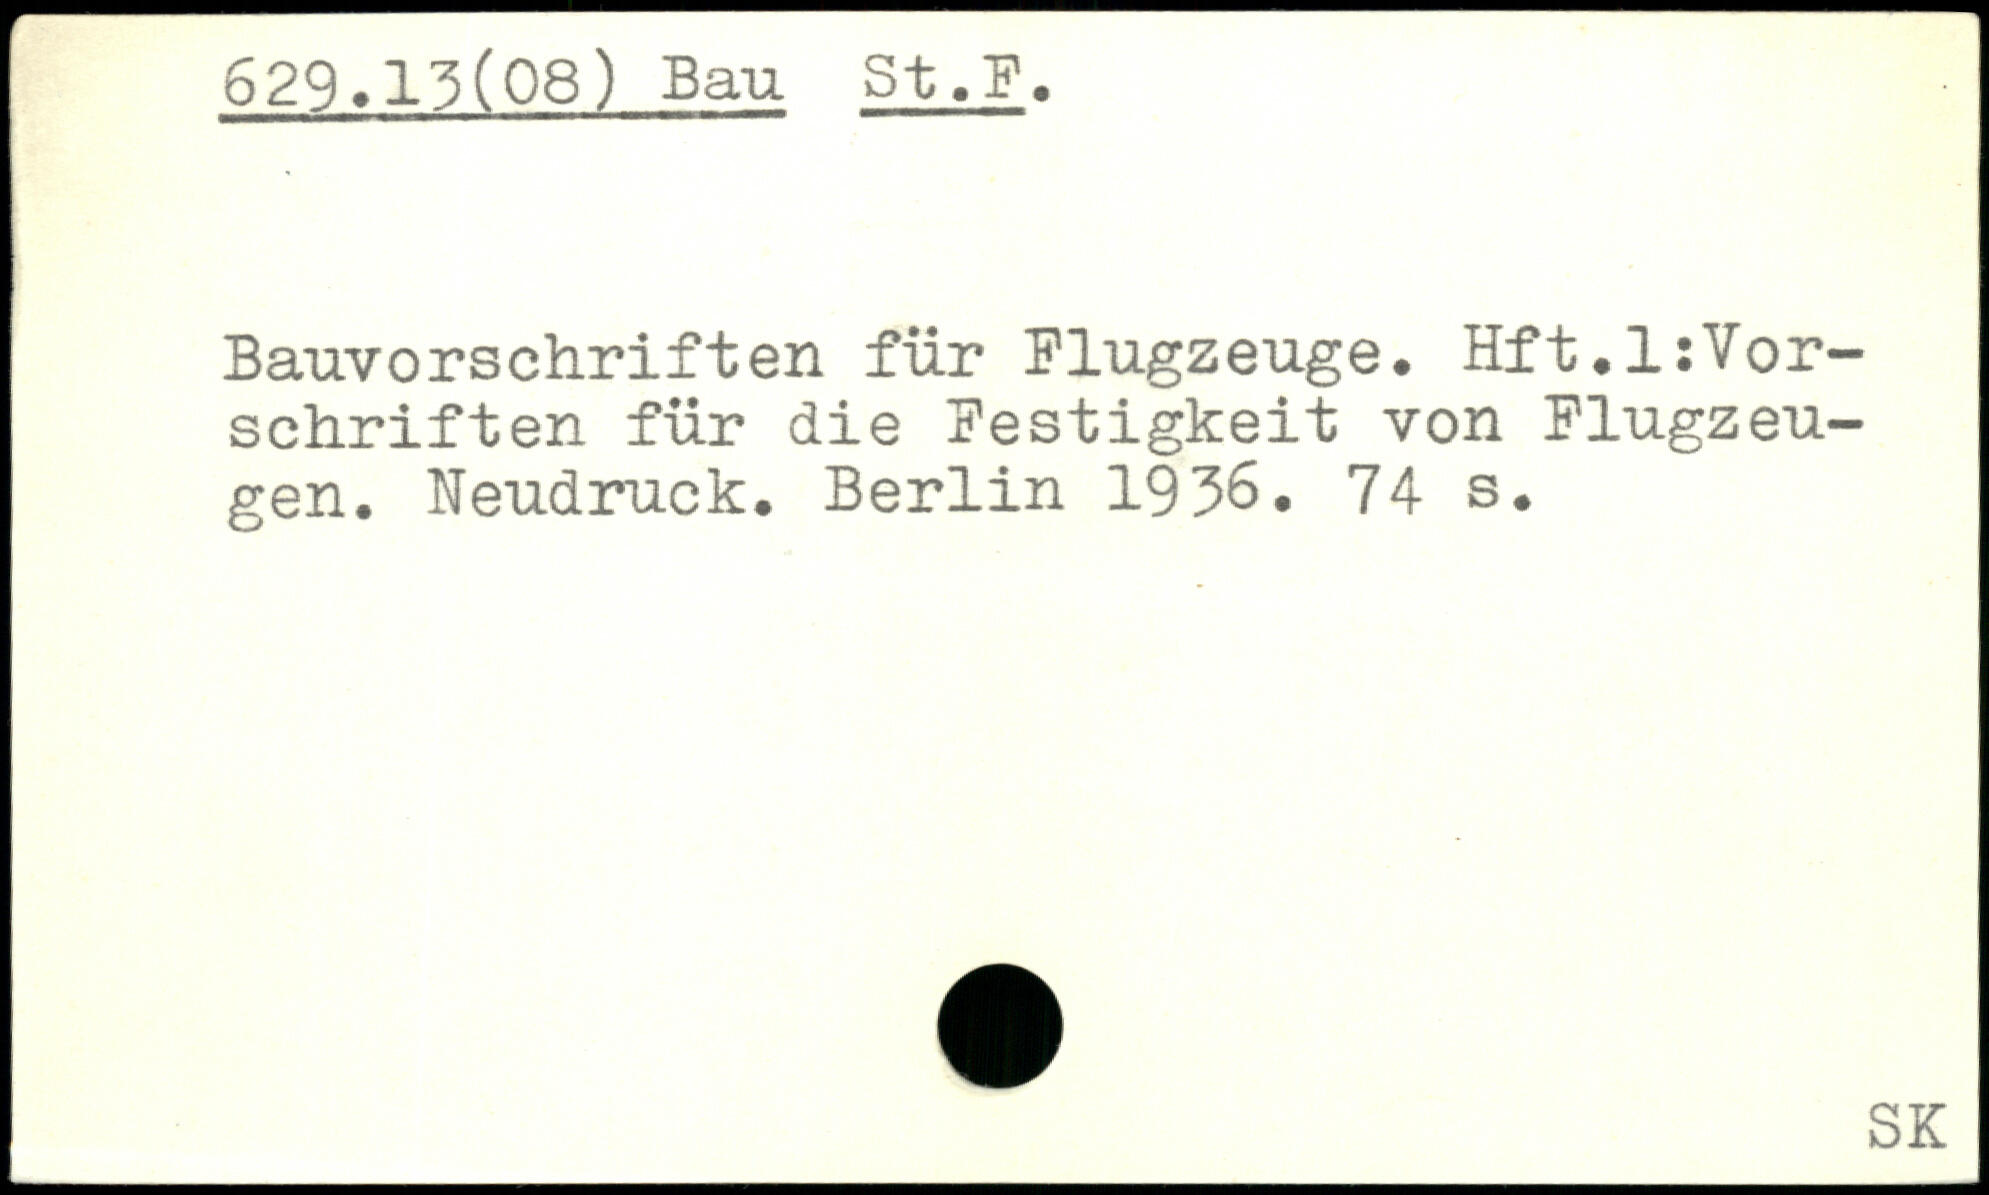 629.13(08) Bau St.F.
Bauvorschriften für Flugzeuge. Hft.1:Vor-
schriften für die Festigkeit von Flugzeu-
gen. Neudruck. Berlin 1936. 74 s.
SK